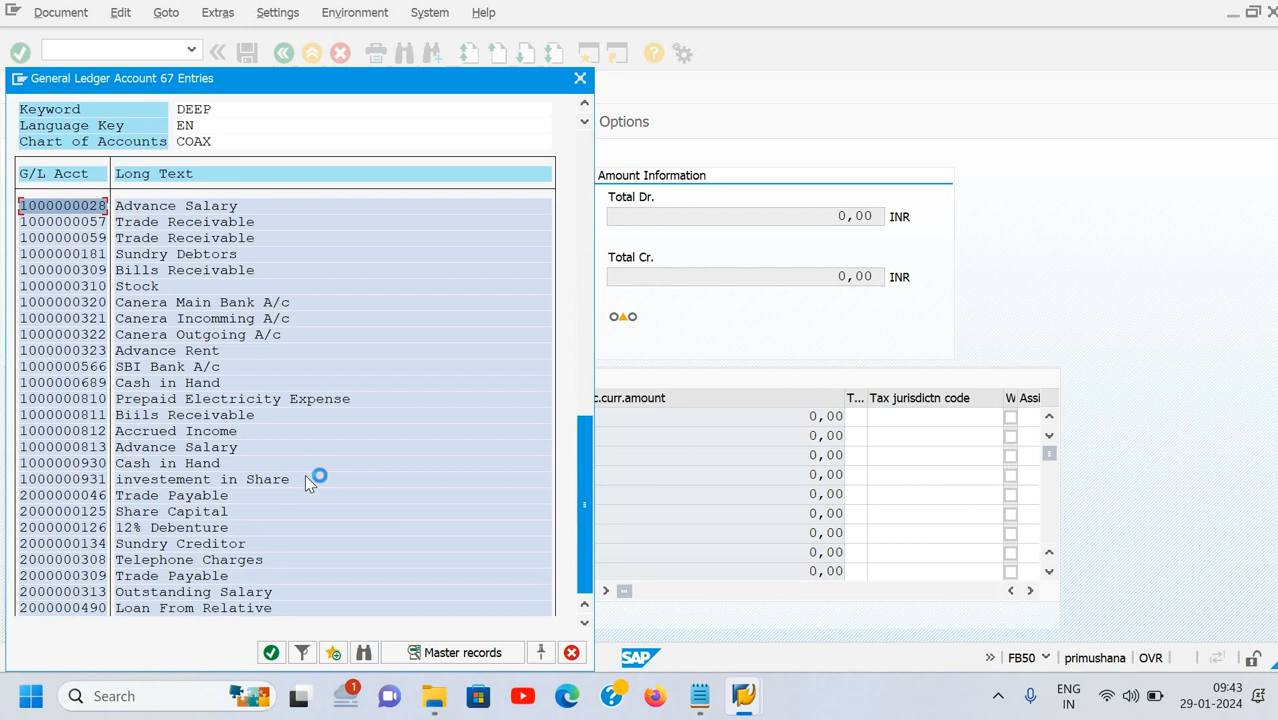 Document Edit Goto Extras Settings Environment System Help
General Ledger Account 67 Entries
Keyword DEEP
Language Key EN
Chart of Accounts COAX
G/L Acct Long Text
1000000028 Advance Salary
1000000057 Trade Receivable
1000000059 Trade Receivable
1000000181 Sundry Debtors
1000000309 Bills Receivable
1000000310 Stock
1000000320 Canera Main Bank A/c
1000000321 Canera Incomming A/c
1000000322 Canera Outgoing A/c
1000000323 Advance Rent
1000000566 SBI Bank A/c
1000000689 Cash in Hand
1000000810 Prepaid Electricity Expense
1000000811 Biils Receivable
1000000812 Accrued Income
1000000813 Advance Salary
1000000930 Cash in Hand
1000000931 investement in Share
2000000046 Trade Payable
2000000125 Share Capital
2000000126 12% Debenture
2000000134 Sundry Creditor
2000000308 Telephone Charges
2000000309 Trade Payable
2000000313 Outstanding Salary
2000000490 Loan From Relative
Master records
Options
Amount Information
Total Dr.
0,00 INR
Total Cr.
0,00 INR
c.curr.amount T... Tax jurisdictn code W Assi
0,00
0,00
0,00
0,00
0,00
0,00
0,00
0,00
0,00
SAP
FB50 primushana OVR
Search
1
ENG
IN
09:43
29-01-2024